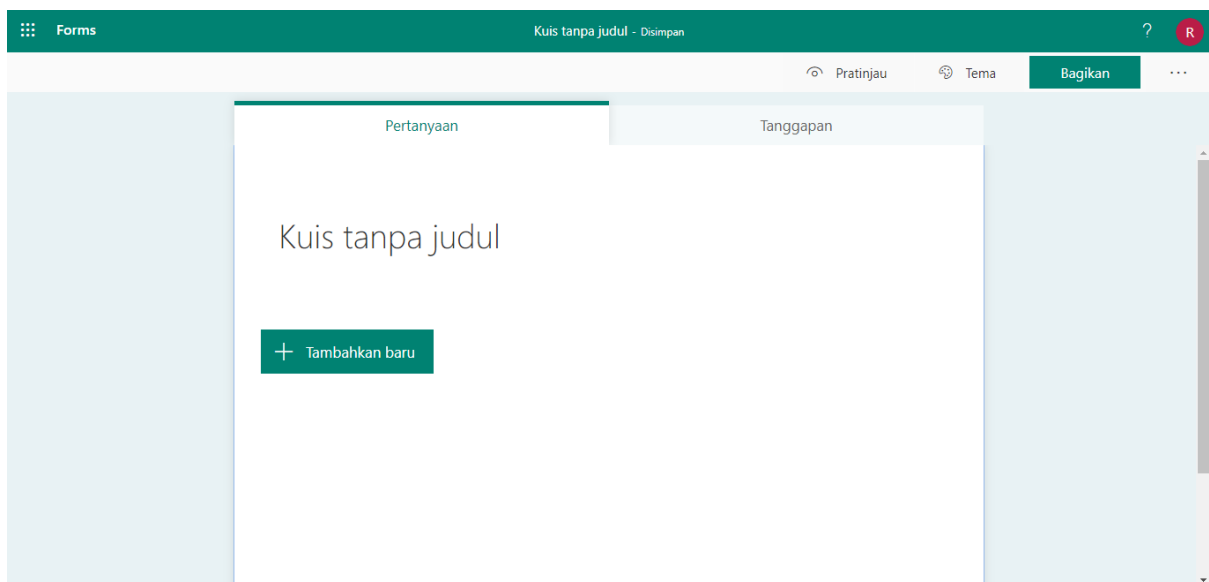 Forms
Kuis tanpa judul - Disimpan
?
R
Pratinjau
Tema
Bagikan
...
Pertanyaan
Tanggapan
Kuis tanpa judul
+ Tambahkan baru